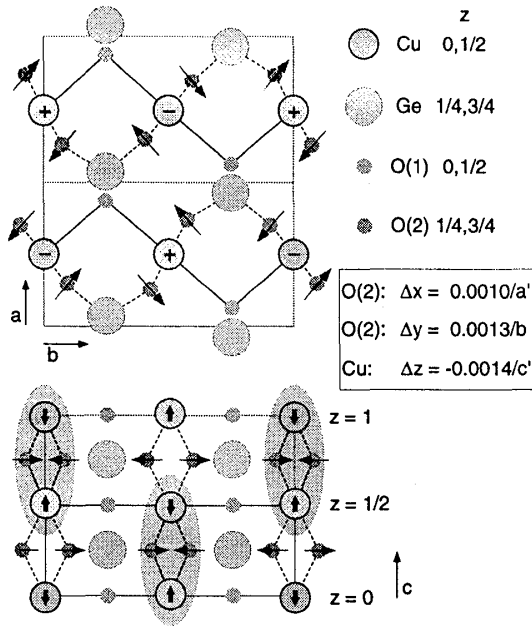 z
Cu 0,1/2
Ge 1/4,3/4
O(1) 0,1/2
O(2) 1/4,3/4
+ − +
− + −
a
b
O(2): Δx = 0.0010/a'
O(2): Δy = 0.0013/b
Cu: Δz = -0.0014/c'
z = 1
z = 1/2
z = 0
c